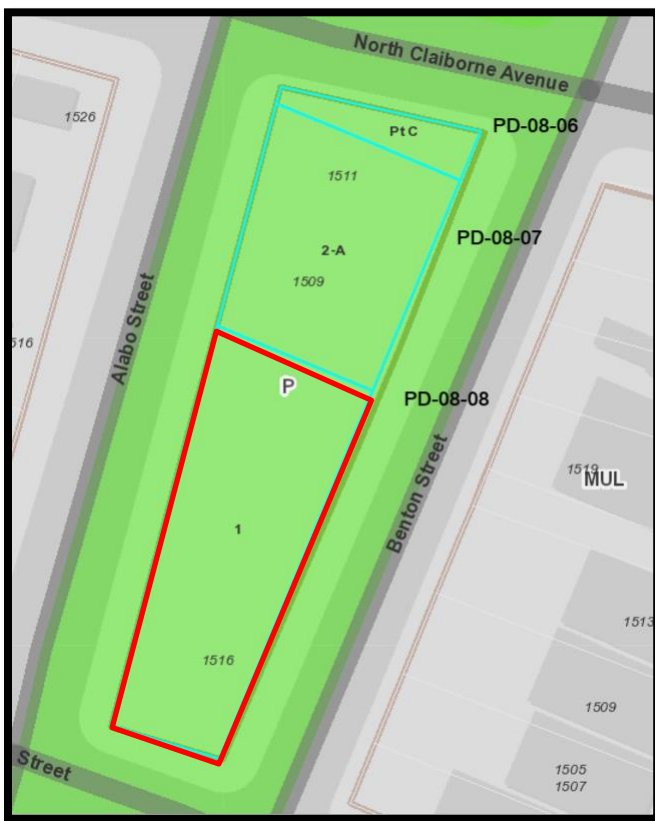 North Claiborne Avenue
1526
Pt C
PD-08-06
1511
2-A
PD-08-07
1509
Alabo Street
516
P
PD-08-08
Benton Street
1519
MUL
1
1513
1516
1509
Street
1505
1507